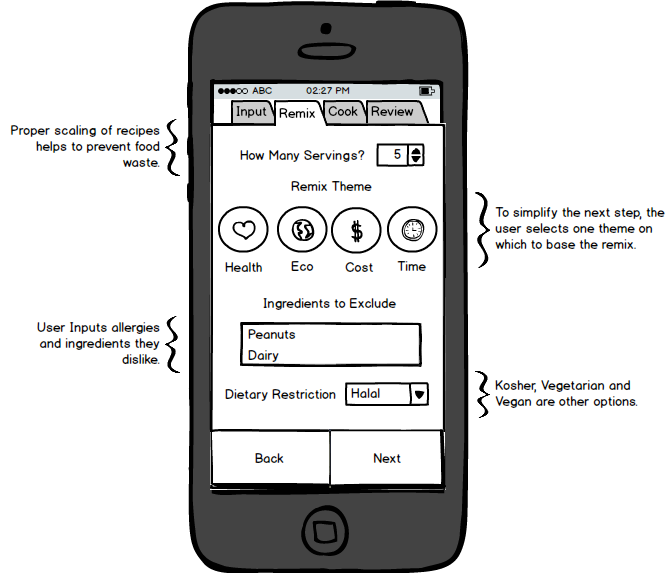 ●●●○○ ABC 02:27 PM
Input Remix Cook Review
Proper scaling of recipes
helps to prevent food
waste.
How Many Servings? 5
Remix Theme
$
Health Eco Cost Time
To simplify the next step, the
user selects one theme on
which to base the remix.
Ingredients to Exclude
Peanuts
Dairy
User Inputs allergies
and ingredients they
dislike.
Dietary Restriction Halal
Kosher, Vegetarian and
Vegan are other options.
Back Next